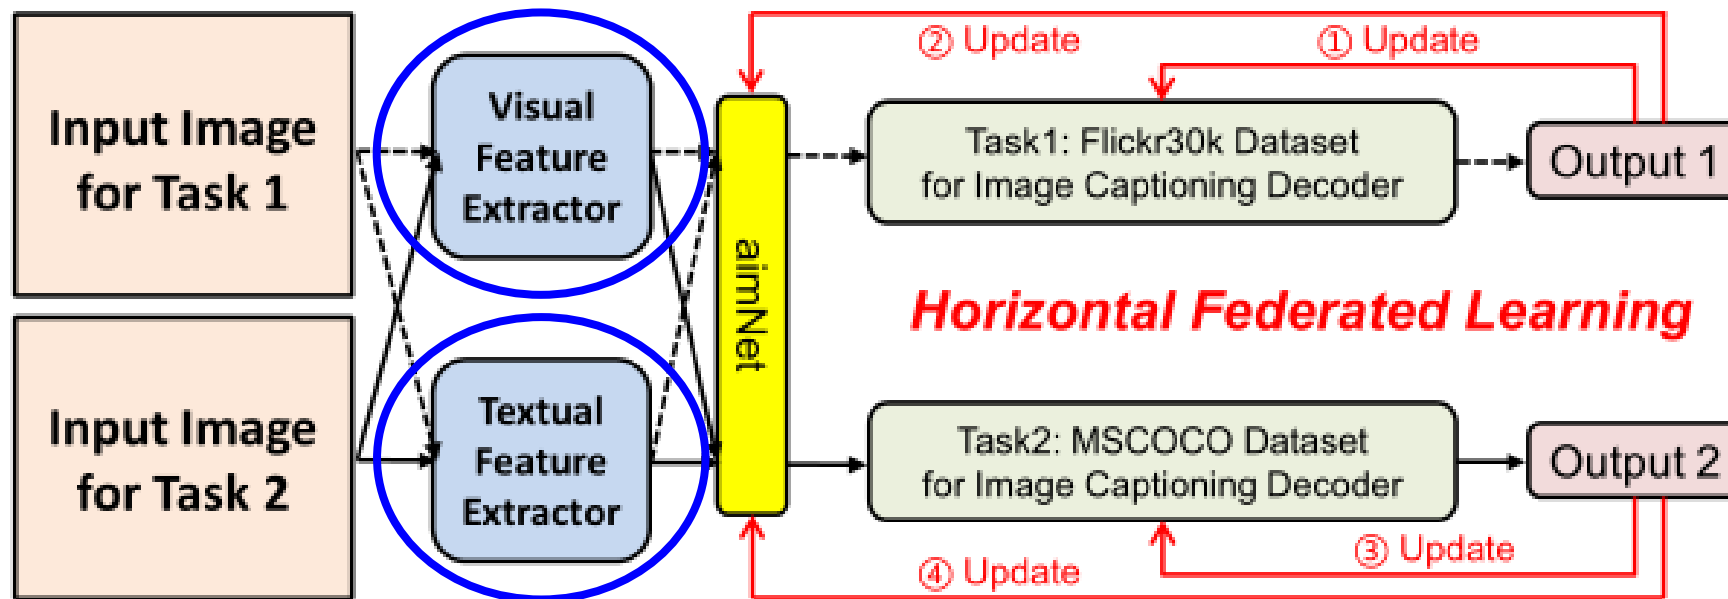 Input Image
for Task 1
Visual
Feature
Extractor
② Update
① Update
Task1: Flickr30k Dataset
for Image Captioning Decoder
Output 1
aimNet
Horizontal Federated Learning
Input Image
for Task 2
Textual
Feature
Extractor
Task2: MSCOCO Dataset
for Image Captioning Decoder
Output 2
③ Update
④ Update